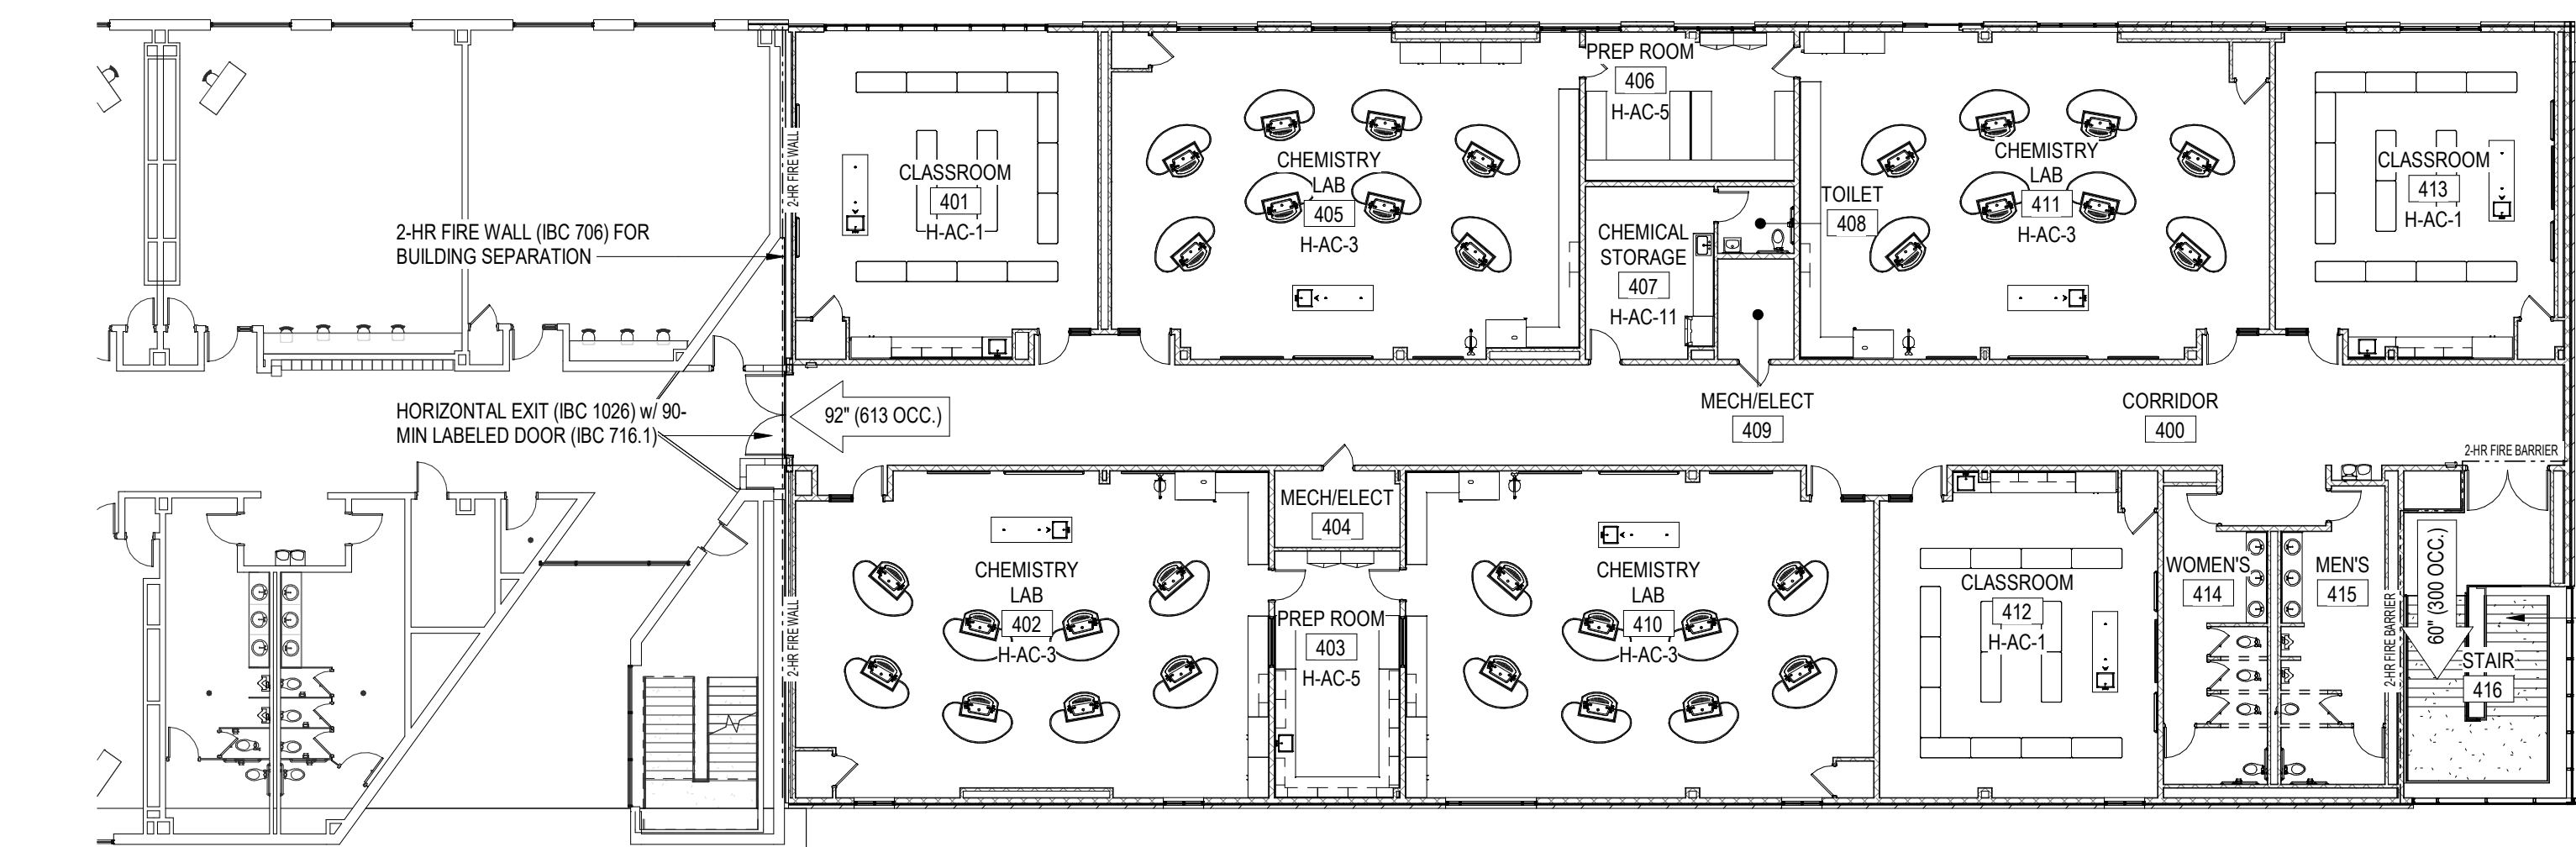 PREP ROOM
406
H-AC-5
2-HR FIRE WALL
CLASSROOM
401
H-AC-1
CHEMISTRY
LAB
405
H-AC-3
CHEMISTRY
LAB
411
H-AC-3
CLASSROOM
413
H-AC-1
TOILET
408
2-HR FIRE WALL (IBC 706) FOR
BUILDING SEPARATION
CHEMICAL
STORAGE
407
H-AC-11
HORIZONTAL EXIT (IBC 1026) w/ 90-
MIN LABELED DOOR (IBC 716.1)
92" (613 OCC.)
MECH/ELECT
409
CORRIDOR
400
2-HR FIRE BARRIER
MECH/ELECT
404
2-HR FIRE WALL
CHEMISTRY
LAB
402
H-AC-3
PREP ROOM
403
H-AC-5
CHEMISTRY
LAB
410
H-AC-3
CLASSROOM
412
H-AC-1
WOMEN'S
414
MEN'S
415
2-HR FIRE BARRIER
60" (300 OCC.)
STAIR
416